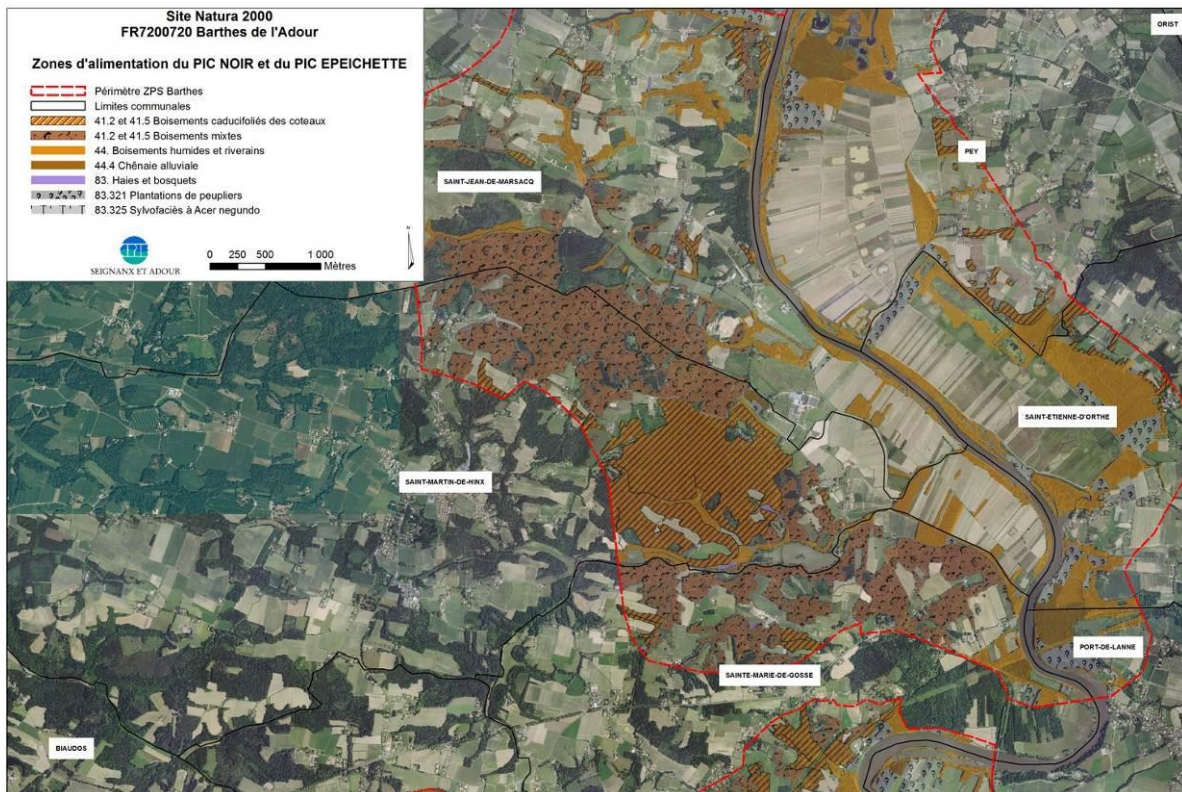 Site Natura 2000
FR7200720 Barthes de l'Adour
Zones d'alimentation du PIC NOIR et du PIC EPEICHETTE
Périmètre ZPS Barthes
Limites communales
41.2 et 41.5 Boisements caducifoliés des coteaux
41.2 et 41.5 Boisements mixtes
44. Boisements humides et riverains
44.4 Chênaie alluviale
83. Haies et bosquets
83.321 Plantations de peupliers
83.325 Sylvofaciès à Acer negundo
CPIE
SEIGNANX ET ADOUR
0 250 500 1 000
Mètres
N
ORIST
PEY
SAINT-JEAN-DE-MARSACQ
SAINT-ETIENNE-D'ORTHE
SAINT-MARTIN-DE-HINX
PORT-DE-LANNE
SAINTE-MARIE-DE-GOSSE
BIAUDOS